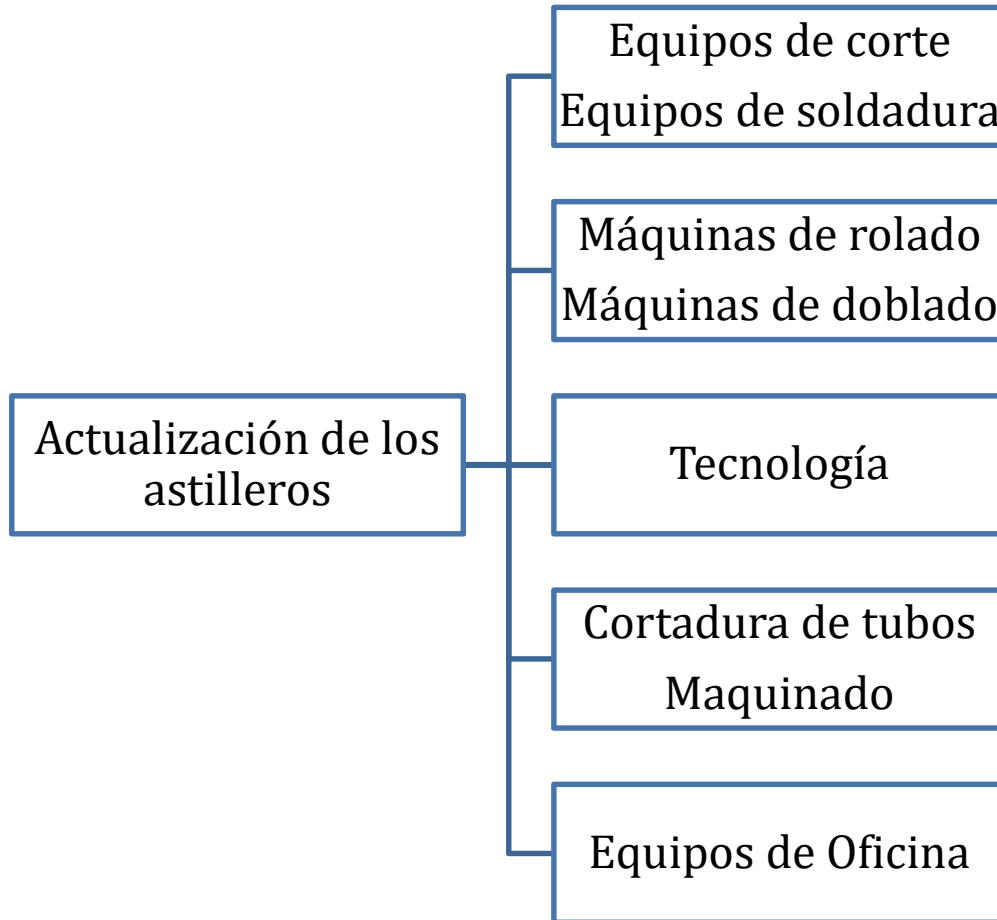 Equipos de corte
Equipos de soldadura
Máquinas de rolado
Máquinas de doblado
Actualización de los
astilleros
Tecnología
Cortadura de tubos
Maquinado
Equipos de Oficina